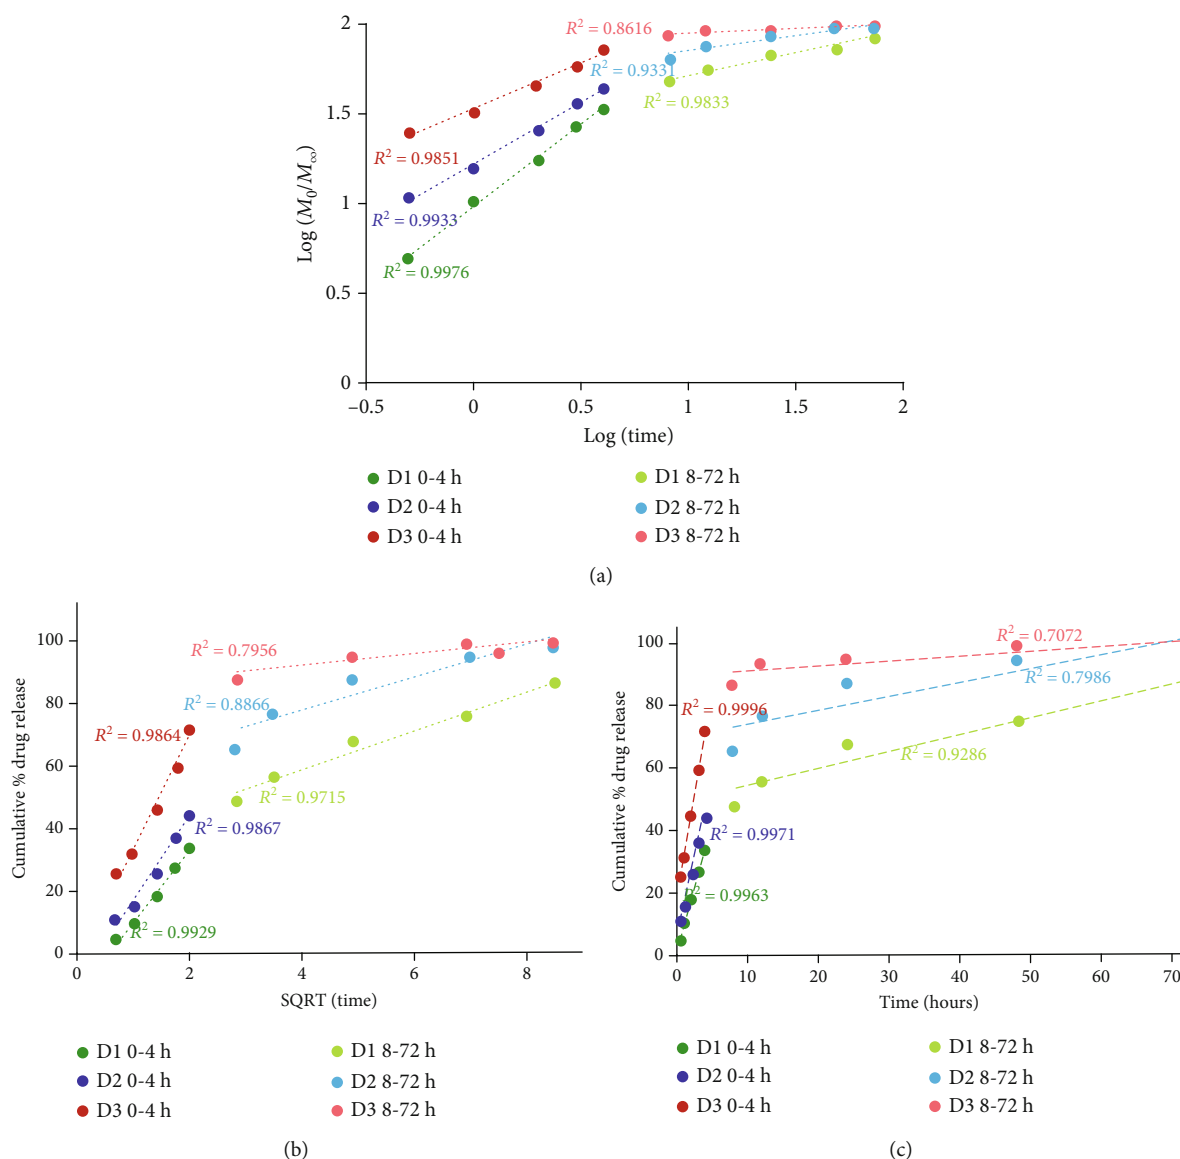 2
1.5
1
0.5
0
Log (M0/M∞)
R² = 0.8616
R² = 0.9331
R² = 0.9833
R² = 0.9851
R² = 0.9933
R² = 0.9976
–0.5 0 0.5 1 1.5 2
Log (time)
D1 0-4 h D1 8-72 h
D2 0-4 h D2 8-72 h
D3 0-4 h D3 8-72 h
(a)
100
80
60
40
20
0
Cumulative % drug release
R² = 0.7956
R² = 0.8866
R² = 0.9864
R² = 0.9715
R² = 0.9867
R² = 0.9929
0 2 4 6 8
SQRT (time)
D1 0-4 h D1 8-72 h
D2 0-4 h D2 8-72 h
D3 0-4 h D3 8-72 h
(b)
100
80
60
40
20
0
Cumulative % drug release
R² = 0.7072
R² = 0.7986
R² = 0.9996
R² = 0.9286
R² = 0.9971
R² = 0.9963
0 10 20 30 40 50 60 70
Time (hours)
D1 0-4 h D1 8-72 h
D2 0-4 h D2 8-72 h
D3 0-4 h D3 8-72 h
(c)